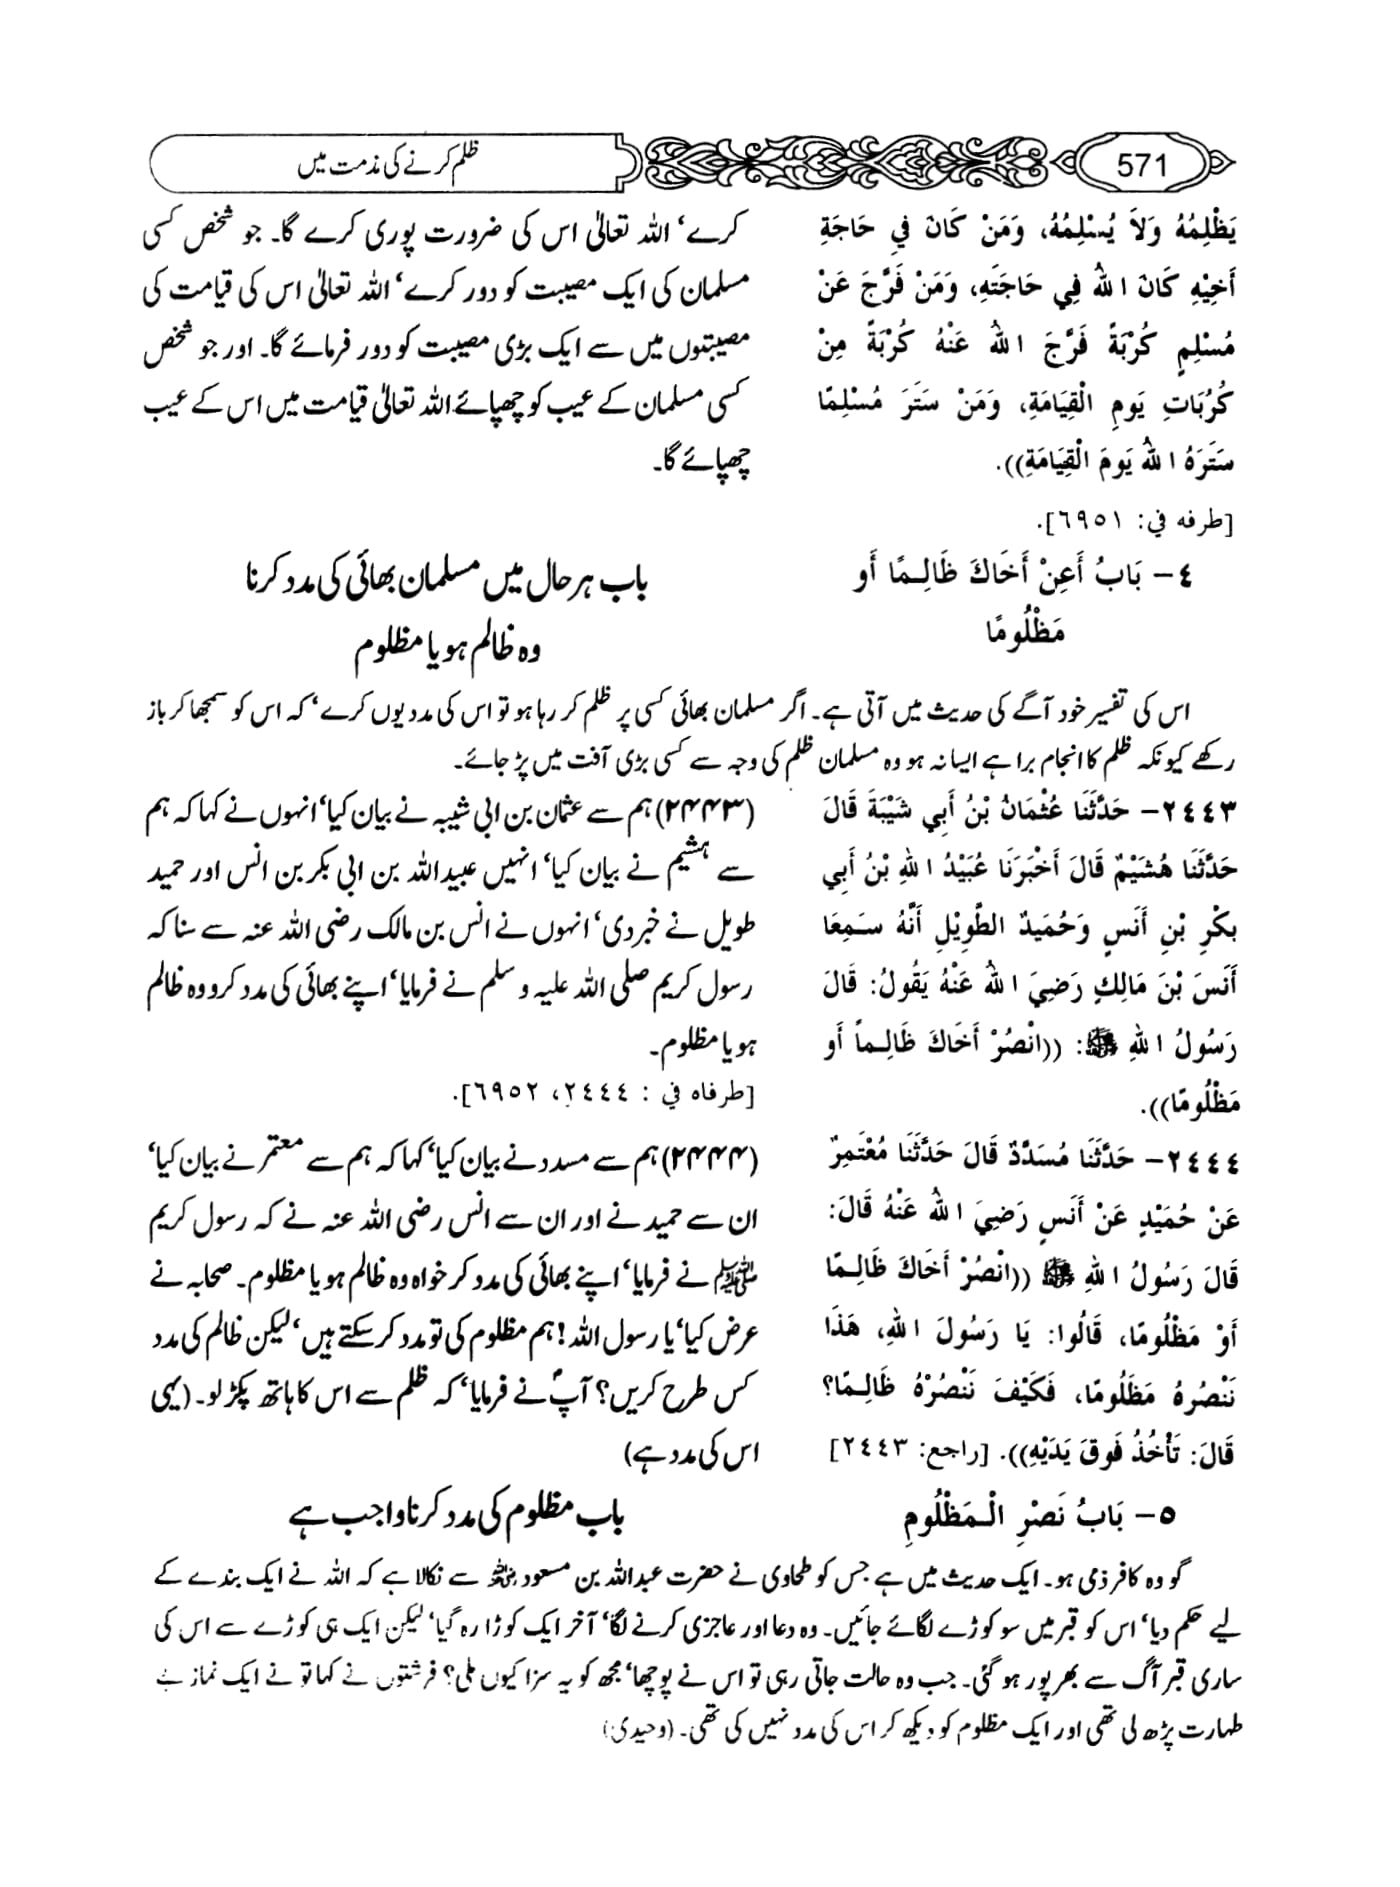 571
ظلم کرنے کی مذمت میں
يَظْلِمُهُ وَلاَ يُسْلِمُهُ، وَمَنْ كَانَ فِي حَاجَةِ
أَخِيْهِ كَانَ اللهُ فِي حَاجَتَهِ، وَمَنْ فَرَّجَ عَنْ
مُسْلِمٍ كُرْبَةً فَرَّجَ اللهُ عَنْهُ كُرْبَةً مِنْ
كُرُبَاتِ يَومِ الْقِيَامَةِ، وَمَنْ سَتَرَ مُسْلِمًا
سَتَرَهُ اللهُ يَومَ الْقِيَامَةِ)).
[طرفه في: ٦٩٥١].
کرے‘ اللہ تعالیٰ اس کی ضرورت پوری کرے گا۔ جو شخص کسی
مسلمان کی ایک مصیبت کو دور کرے‘ اللہ تعالیٰ اس کی قیامت کی
مصیبتوں میں سے ایک بڑی مصیبت کو دور فرمائے گا۔ اور جو شخص
کسی مسلمان کے عیب کو چھپائے اللہ تعالیٰ قیامت میں اس کے عیب
چھپائے گا۔
٤- بَابُ أَعِنْ أَخَاكَ ظَالِـمًا أَو
مَظْلُومًا
باب ہر حال میں مسلمان بھائی کی مدد کرنا
وہ ظالم ہو یا مظلوم
اس کی تفسیر خود آگے کی حدیث میں آتی ہے۔ اگر مسلمان بھائی کسی پر ظلم کر رہا ہو تو اس کی مدد یوں کرے‘ کہ اس کو سمجھا کر باز
رکھے کیونکہ ظلم کا انجام برا ہے ایسا نہ ہو وہ مسلمان ظلم کی وجہ سے کسی بڑی آفت میں پڑ جائے۔
٢٤٤٣- حَدَّثَنَا عُثْمَانُ بْنُ أَبِي شَيْبَةَ قَالَ
حَدَّثَنَا هُشَيْمٌ قَالَ أَخْبَرَنَا عُبَيْدُ اللهِ بْنُ أَبِي
بِكْرِ بْنِ أَنَسٍ وَحُمَيدٌ الطَّوِيْلِ أَنَّهُ سَـمِعَا
أَنَسَ بْنَ مَالِكٍ رَضِيَ اللهُ عَنْهُ يَقُولُ: قَالَ
رَسُولُ اللهِ ﷺ: ((انْصُرْ أَخَاكَ ظَالِـماً أَو
مَظْلُومًا)).
(۲۴۴۳) ہم سے عثمان بن ابی شیبہ نے بیان کیا‘ انہوں نے کہا کہ ہم
سے ہشیم نے بیان کیا‘ انہیں عبیداللہ بن ابی بکر بن انس اور حمید
طویل نے خبر دی‘ انہوں نے انس بن مالک رضی اللہ عنہ سے سنا کہ
رسول کریم صلی اللہ علیہ و سلم نے فرمایا‘ اپنے بھائی کی مدد کرو وہ ظالم
ہو یا مظلوم۔
[طرفاه في : ٢٤٤٤، ٦٩٥٢].
٢٤٤٤- حَدَّثَنَا مُسَدَّدٌ قَالَ حَدَّثَنَا مُعْتَمِرٌ
عَنْ حُمَيْدٍ عَنْ أَنَسٍ رَضِيَ اللهُ عَنْهُ قَالَ:
قَالَ رَسُولُ اللهِ ﷺ ((انْصُرْ أَخَاكَ ظَالِـمًا
أَوْ مَظْلُومًا، قَالُوا: يَا رَسُولَ اللهِ، هَذَا
نَنْصُرُهُ مَظْلُومًا، فَكَيْفَ نَنْصُرُهُ ظَالِـمًا؟
قَالَ: تَأْخُذُ فَوقَ يَدَيْهِ)). [راجع: ٢٤٤٣]
(۲۴۴۴) ہم سے مسدد نے بیان کیا‘ کہا کہ ہم سے معتمر نے بیان کیا‘
ان سے حمید نے اور ان سے انس رضی اللہ عنہ نے کہ رسول کریم
ﷺ نے فرمایا‘ اپنے بھائی کی مدد کر خواہ وہ ظالم ہو یا مظلوم۔ صحابہ نے
عرض کیا‘ یا رسول اللہ! ہم مظلوم کی تو مدد کر سکتے ہیں‘ لیکن ظالم کی مدد
کس طرح کریں؟ آپؐ نے فرمایا‘ کہ ظلم سے اس کا ہاتھ پکڑ لو۔ (یہی
اس کی مدد ہے)
٥- بَابُ نَصْرِ الْـمَظْلُومِ
باب مظلوم کی مدد کرنا واجب ہے
گو وہ کافر ذمی ہو۔ ایک حدیث میں ہے جس کو طحاوی نے حضرت عبداللہ بن مسعود رضی اللہ عنہ سے نکالا ہے کہ اللہ نے ایک بندے کے
لیے حکم دیا‘ اس کو قبر میں سو کوڑے لگائے جائیں۔ وہ دعا اور عاجزی کرنے لگا‘ آخر ایک کوڑا رہ گیا‘ لیکن ایک ہی کوڑے سے اس کی
ساری قبر آگ سے بھرپور ہو گئی۔ جب وہ حالت جاتی رہی تو اس نے پوچھا‘ مجھ کو یہ سزا کیوں ملی؟ فرشتوں نے کہا تو نے ایک نماز بے
طہارت پڑھ لی تھی اور ایک مظلوم کو دیکھ کر اس کی مدد نہیں کی تھی۔ (وحیدی)